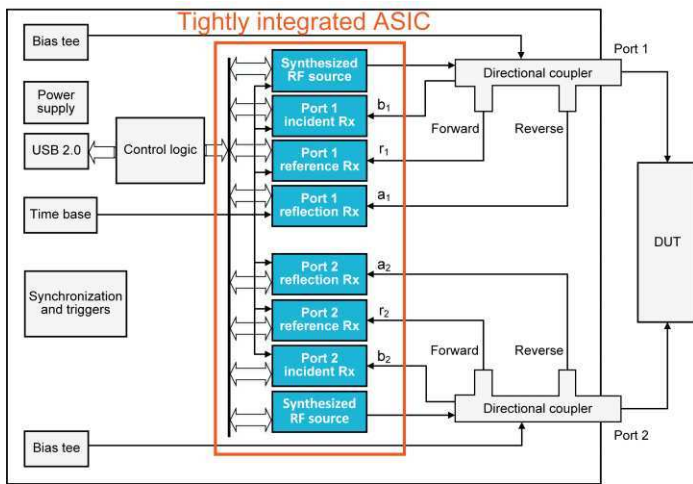 Tightly integrated ASIC
Bias tee
Port 1
Synthesized
RF source
Directional coupler
Power
supply
Port 1
incident Rx
b₁
Forward
Reverse
USB 2.0
Control logic
Port 1
reference Rx
r₁
Port 1
reflection Rx
a₁
Time base
DUT
Port 2
reflection Rx
a₂
Synchronization
and triggers
Port 2
reference Rx
r₂
Forward
Reverse
Port 2
incident Rx
b₂
Synthesized
RF source
Directional coupler
Port 2
Bias tee